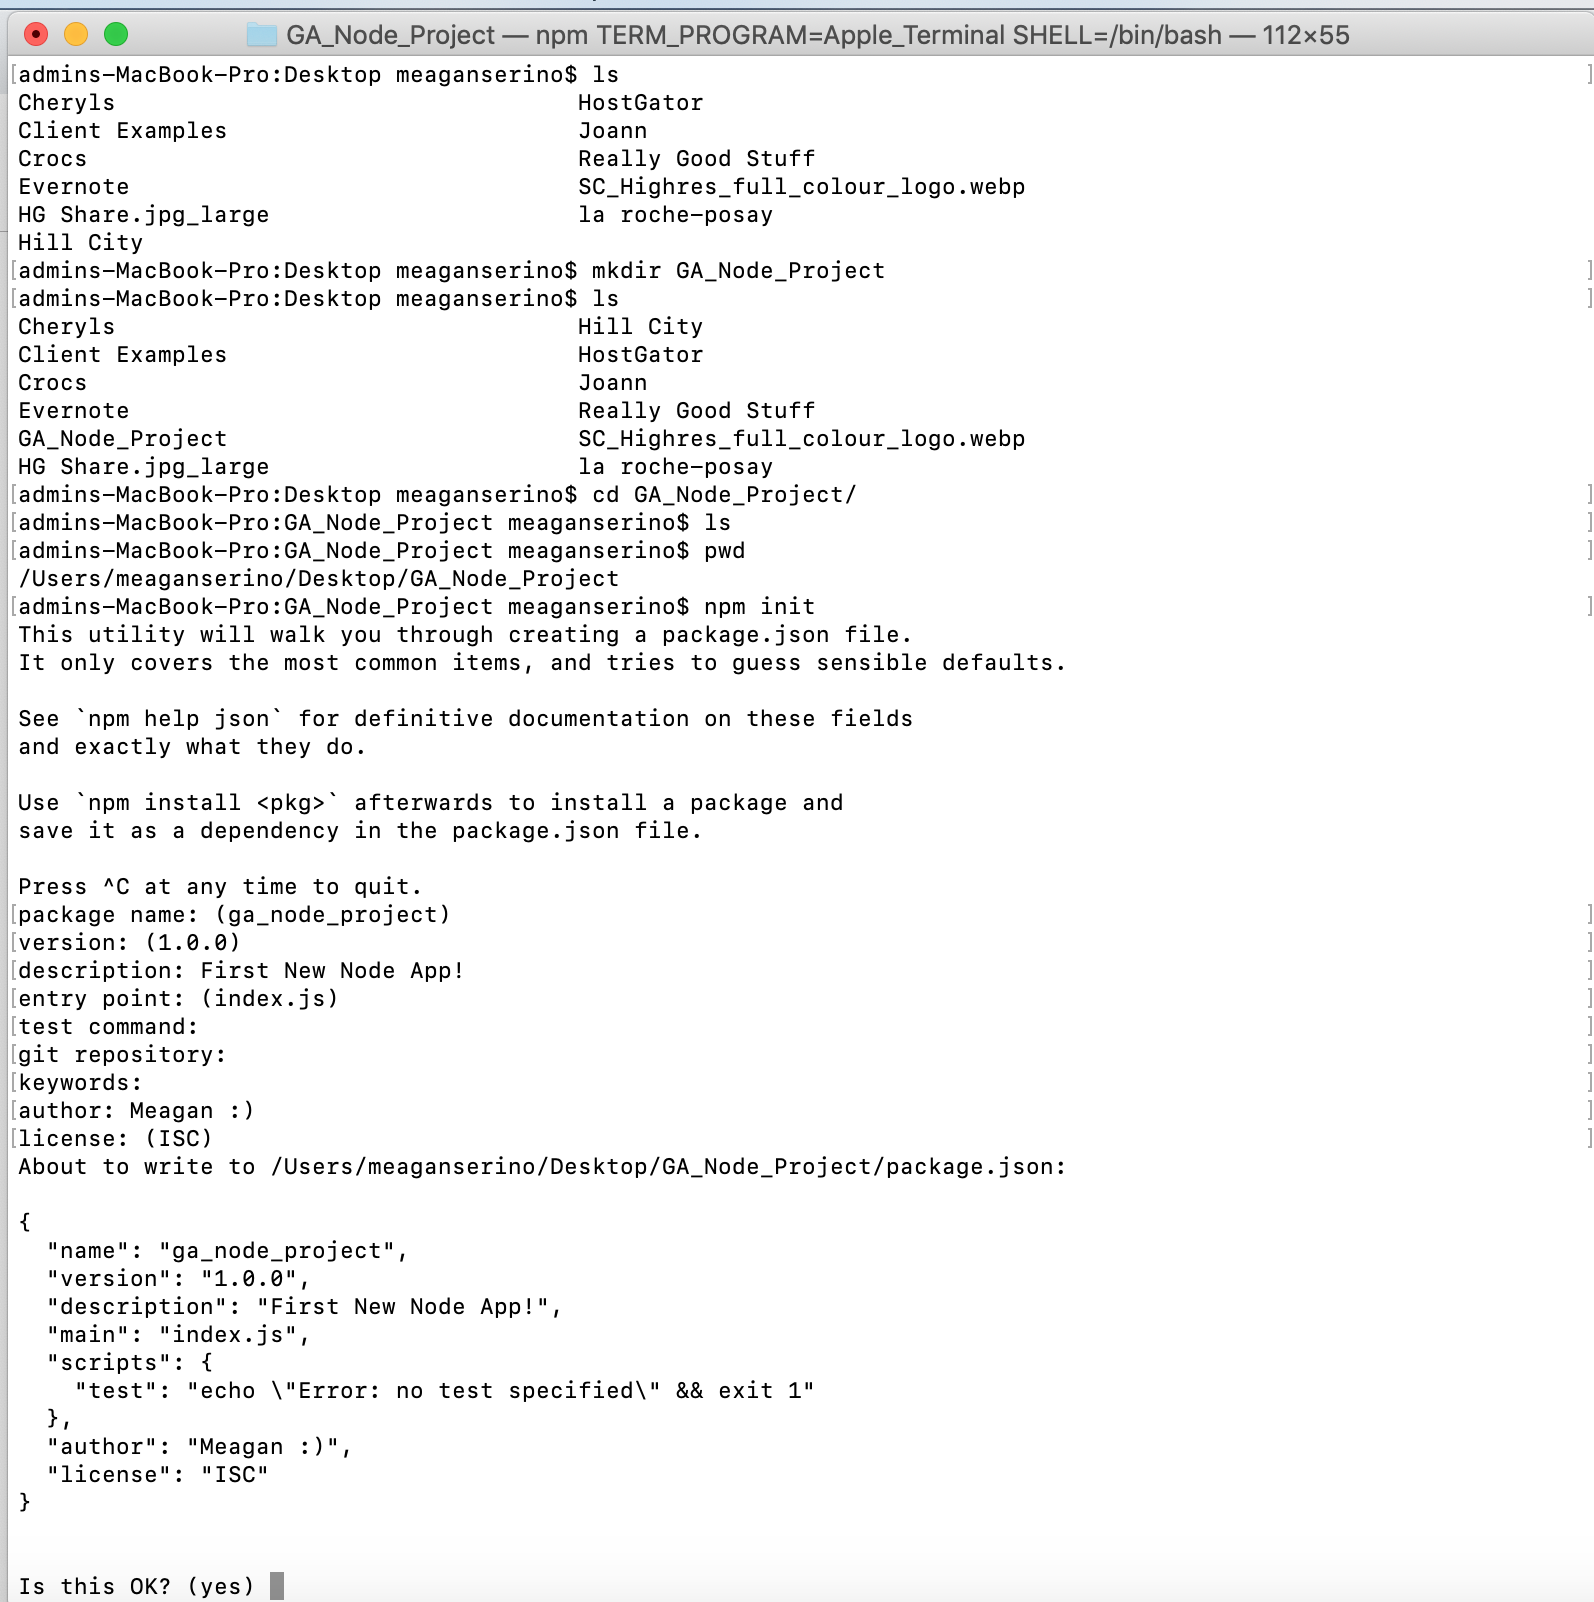 GA_Node_Project — npm TERM_PROGRAM=Apple_Terminal SHELL=/bin/bash — 112×55
[admins-MacBook-Pro:Desktop meaganserino$ ls ]
Cheryls HostGator
Client Examples Joann
Crocs Really Good Stuff
Evernote SC_Highres_full_colour_logo.webp
HG Share.jpg_large la roche-posay
Hill City
[admins-MacBook-Pro:Desktop meaganserino$ mkdir GA_Node_Project ]
[admins-MacBook-Pro:Desktop meaganserino$ ls ]
Cheryls Hill City
Client Examples HostGator
Crocs Joann
Evernote Really Good Stuff
GA_Node_Project SC_Highres_full_colour_logo.webp
HG Share.jpg_large la roche-posay
[admins-MacBook-Pro:Desktop meaganserino$ cd GA_Node_Project/ ]
[admins-MacBook-Pro:GA_Node_Project meaganserino$ ls ]
[admins-MacBook-Pro:GA_Node_Project meaganserino$ pwd ]
/Users/meaganserino/Desktop/GA_Node_Project
[admins-MacBook-Pro:GA_Node_Project meaganserino$ npm init ]
This utility will walk you through creating a package.json file.
It only covers the most common items, and tries to guess sensible defaults.
See `npm help json` for definitive documentation on these fields
and exactly what they do.
Use `npm install <pkg>` afterwards to install a package and
save it as a dependency in the package.json file.
Press ^C at any time to quit.
[package name: (ga_node_project) ]
[version: (1.0.0) ]
[description: First New Node App! ]
[entry point: (index.js) ]
[test command: ]
[git repository: ]
[keywords: ]
[author: Meagan :) ]
[license: (ISC) ]
About to write to /Users/meaganserino/Desktop/GA_Node_Project/package.json:
{
  "name": "ga_node_project",
  "version": "1.0.0",
  "description": "First New Node App!",
  "main": "index.js",
  "scripts": {
    "test": "echo \"Error: no test specified\" && exit 1"
  },
  "author": "Meagan :)",
  "license": "ISC"
}
Is this OK? (yes)